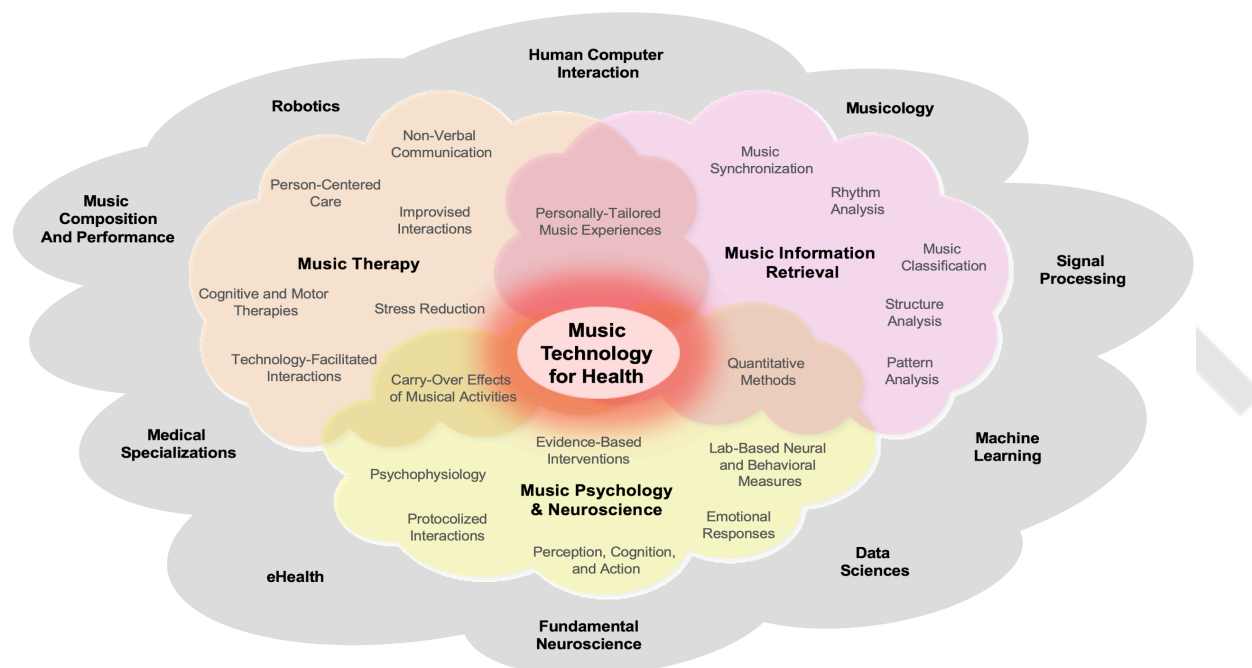 Human Computer
Interaction
Robotics
Musicology
Music
Composition
And Performance
Signal
Processing
Medical
Specializations
Machine
Learning
eHealth
Data
Sciences
Fundamental
Neuroscience
Non-Verbal
Communication
Person-Centered
Care
Improvised
Interactions
Music Therapy
Cognitive and Motor
Therapies
Stress Reduction
Technology-Facilitated
Interactions
Personally-Tailored
Music Experiences
Music
Synchronization
Rhythm
Analysis
Music Information
Retrieval
Music
Classification
Structure
Analysis
Pattern
Analysis
Music
Technology
for Health
Quantitative
Methods
Carry-Over Effects
of Musical Activities
Evidence-Based
Interventions
Lab-Based Neural
and Behavioral
Measures
Psychophysiology
Music Psychology
& Neuroscience
Protocolized
Interactions
Emotional
Responses
Perception, Cognition,
and Action